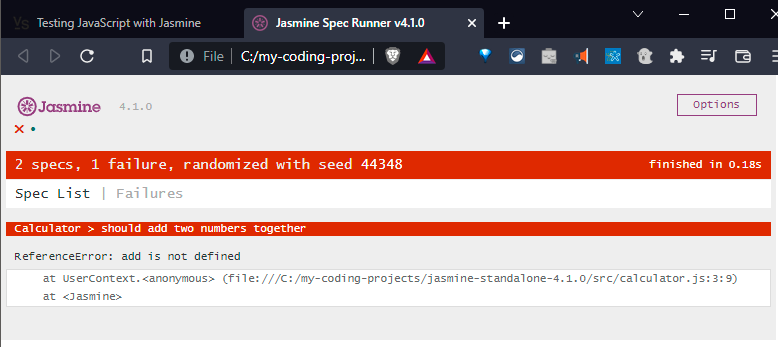 Testing JavaScript with Jasmine
Jasmine Spec Runner v4.1.0
File
C:/my-coding-proj...
Jasmine
4.1.0
Options
2 specs, 1 failure, randomized with seed 44348
finished in 0.18s
Spec List | Failures
Calculator > should add two numbers together
ReferenceError: add is not defined
at UserContext.<anonymous> (file:///C:/my-coding-projects/jasmine-standalone-4.1.0/src/calculator.js:3:9)
at <Jasmine>